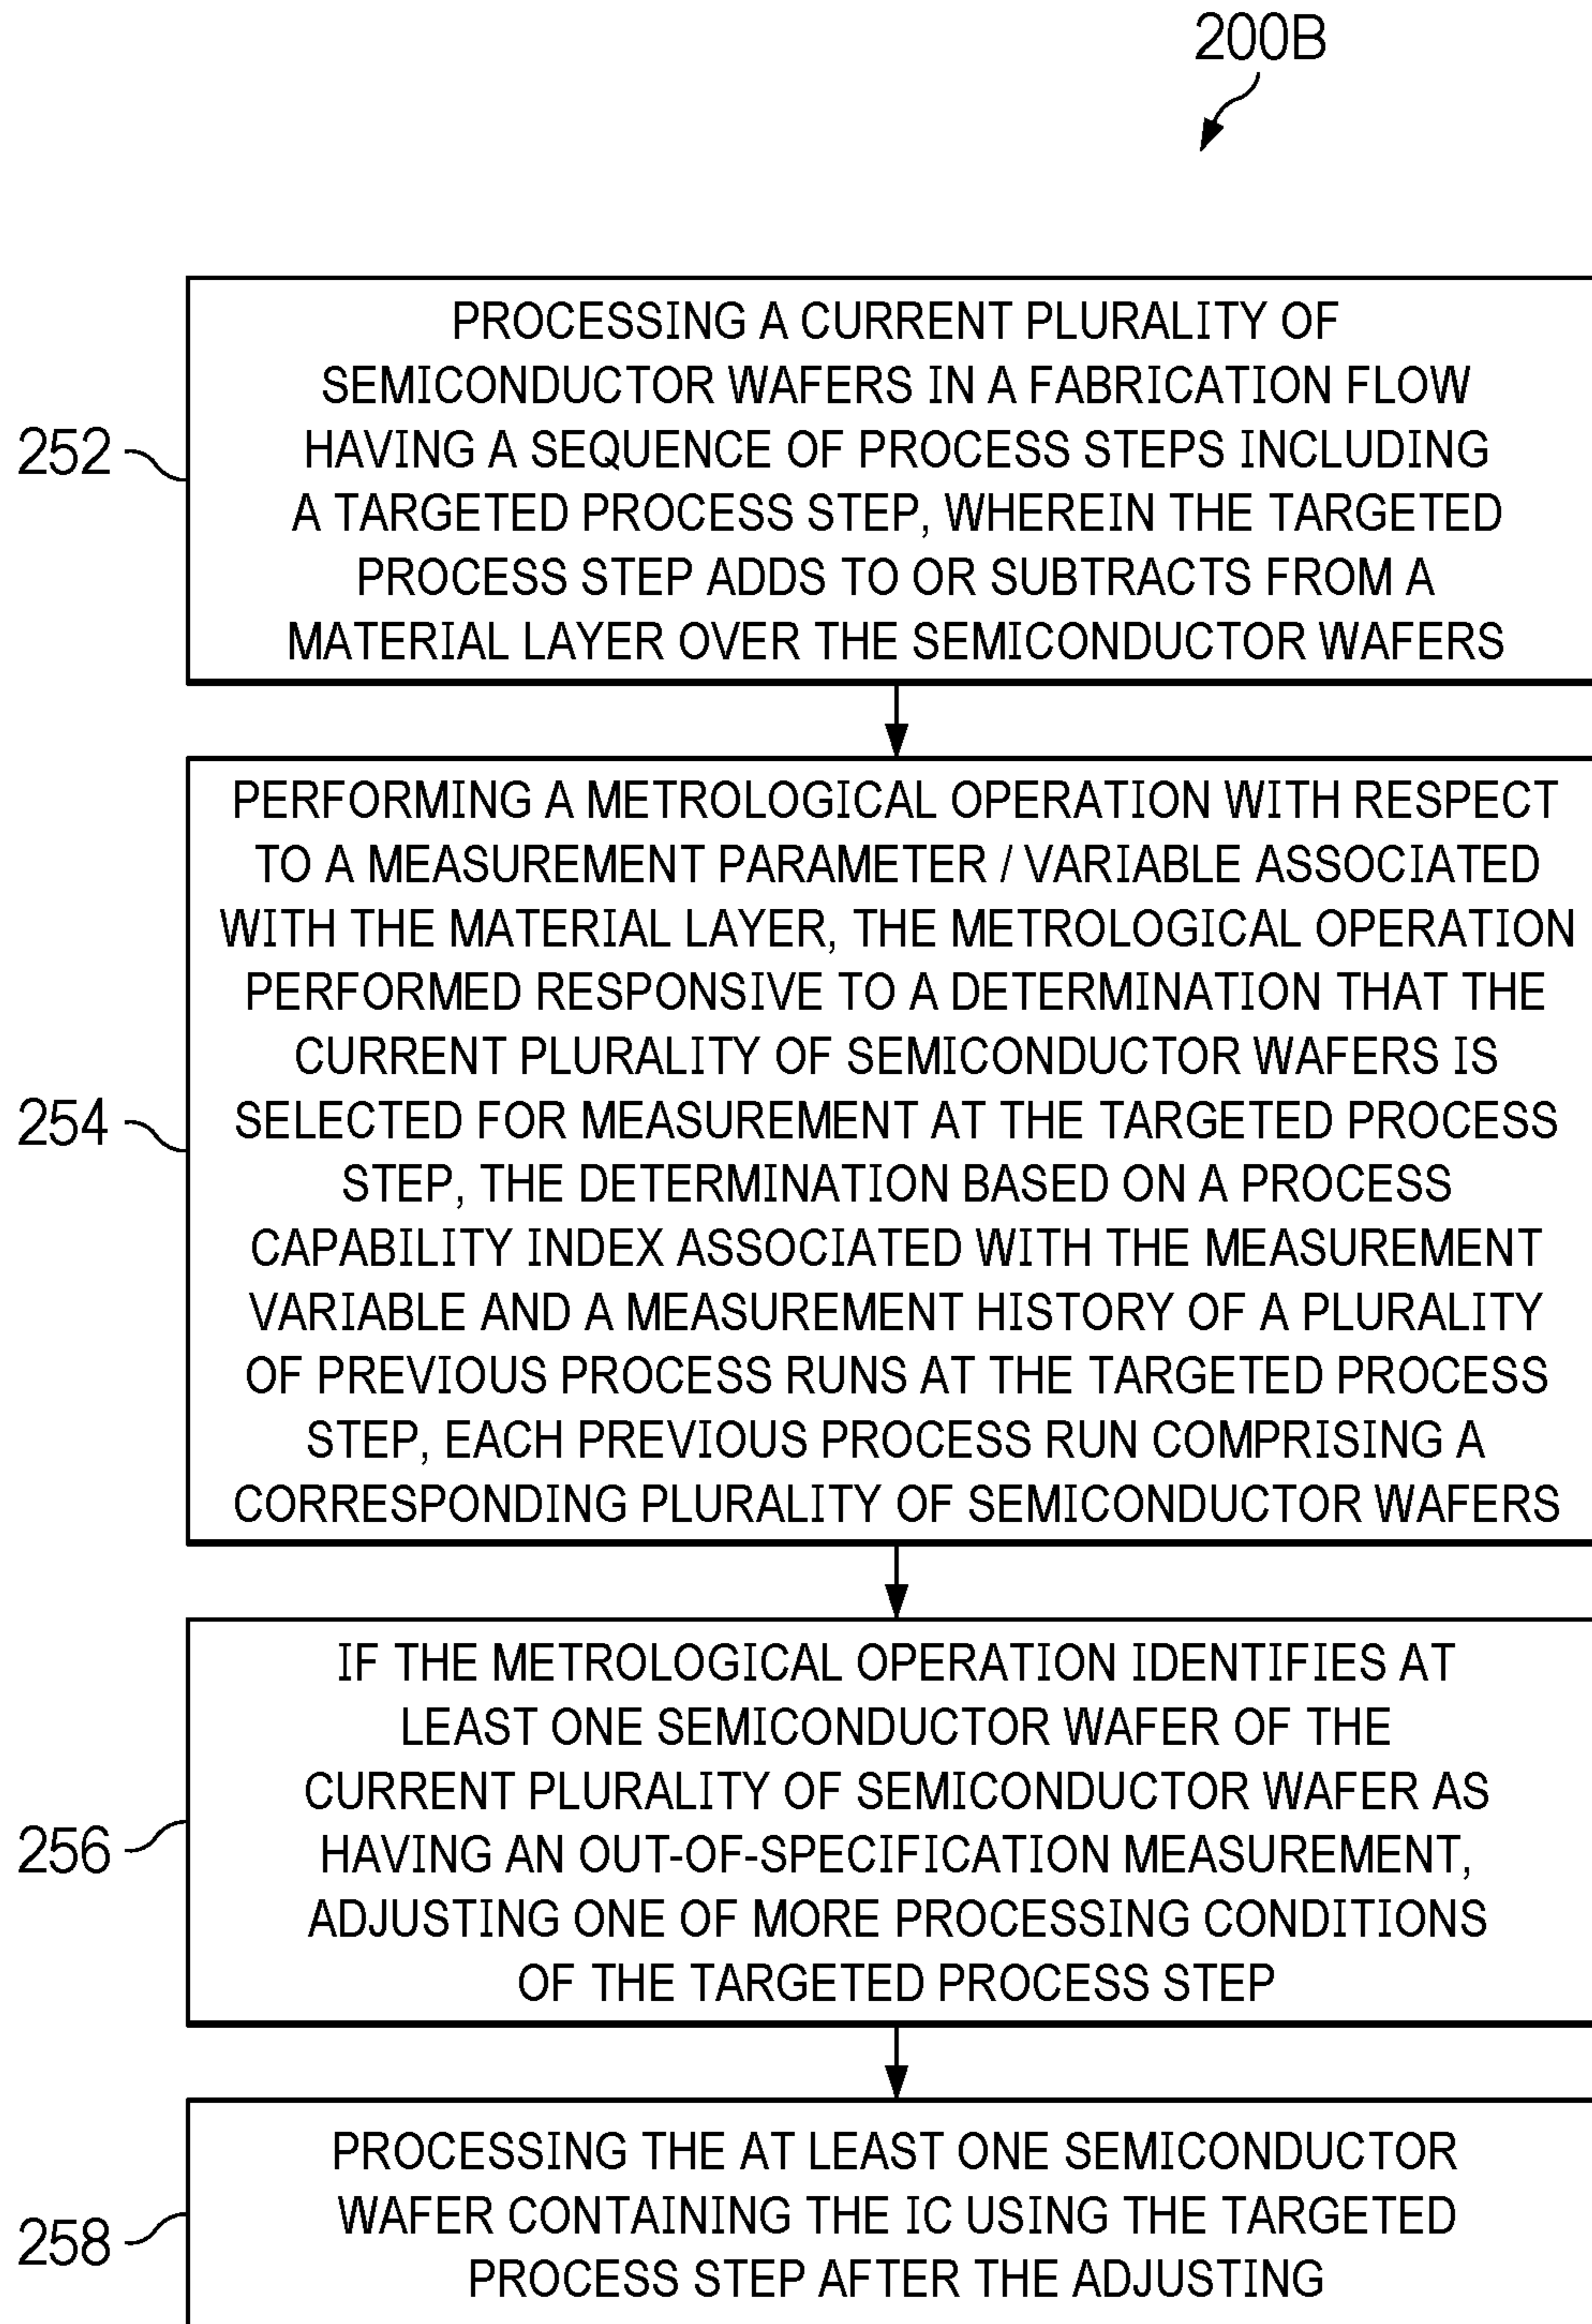 200B
252
PROCESSING A CURRENT PLURALITY OF
SEMICONDUCTOR WAFERS IN A FABRICATION FLOW
HAVING A SEQUENCE OF PROCESS STEPS INCLUDING
A TARGETED PROCESS STEP, WHEREIN THE TARGETED
PROCESS STEP ADDS TO OR SUBTRACTS FROM A
MATERIAL LAYER OVER THE SEMICONDUCTOR WAFERS
254
PERFORMING A METROLOGICAL OPERATION WITH RESPECT
TO A MEASUREMENT PARAMETER / VARIABLE ASSOCIATED
WITH THE MATERIAL LAYER, THE METROLOGICAL OPERATION
PERFORMED RESPONSIVE TO A DETERMINATION THAT THE
CURRENT PLURALITY OF SEMICONDUCTOR WAFERS IS
SELECTED FOR MEASUREMENT AT THE TARGETED PROCESS
STEP, THE DETERMINATION BASED ON A PROCESS
CAPABILITY INDEX ASSOCIATED WITH THE MEASUREMENT
VARIABLE AND A MEASUREMENT HISTORY OF A PLURALITY
OF PREVIOUS PROCESS RUNS AT THE TARGETED PROCESS
STEP, EACH PREVIOUS PROCESS RUN COMPRISING A
CORRESPONDING PLURALITY OF SEMICONDUCTOR WAFERS
256
IF THE METROLOGICAL OPERATION IDENTIFIES AT
LEAST ONE SEMICONDUCTOR WAFER OF THE
CURRENT PLURALITY OF SEMICONDUCTOR WAFER AS
HAVING AN OUT-OF-SPECIFICATION MEASUREMENT,
ADJUSTING ONE OF MORE PROCESSING CONDITIONS
OF THE TARGETED PROCESS STEP
258
PROCESSING THE AT LEAST ONE SEMICONDUCTOR
WAFER CONTAINING THE IC USING THE TARGETED
PROCESS STEP AFTER THE ADJUSTING